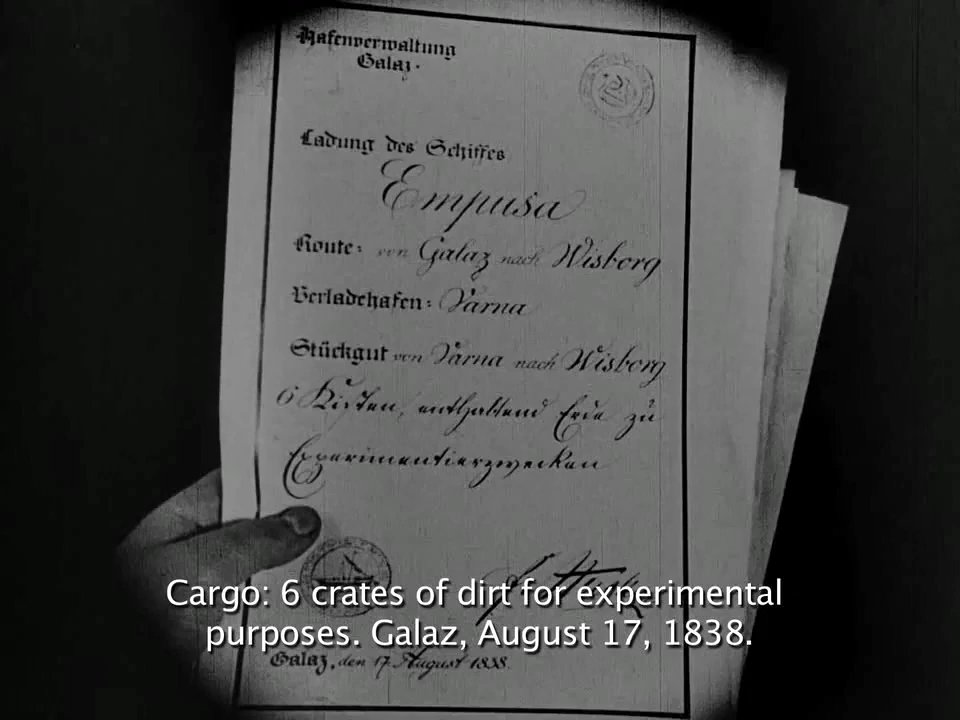 Hafenverwaltung
Galaz.
Ladung des Schiffes
Empusa
Route: von Galaz nach Wisborg
Verladehafen: Varna
Stückgut von Varna nach Wisborg
6 Kisten, enthaltend Erde zu
Experimentierzwecken
Cargo: 6 crates of dirt for experimental
purposes. Galaz, August 17, 1838.
Galaz, den 17. August 1838.